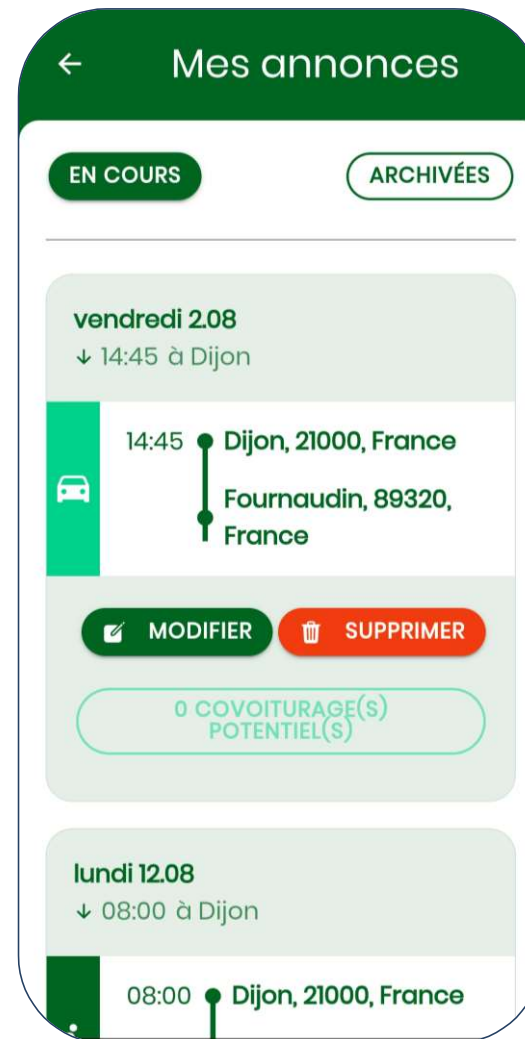 Mes annonces
EN COURS
ARCHIVÉES
vendredi 2.08
14:45 à Dijon
14:45 Dijon, 21000, France
Fournaudin, 89320,
France
MODIFIER
SUPPRIMER
0 COVOITURAGE(S)
POTENTIEL(S)
lundi 12.08
08:00 à Dijon
08:00 Dijon, 21000, France